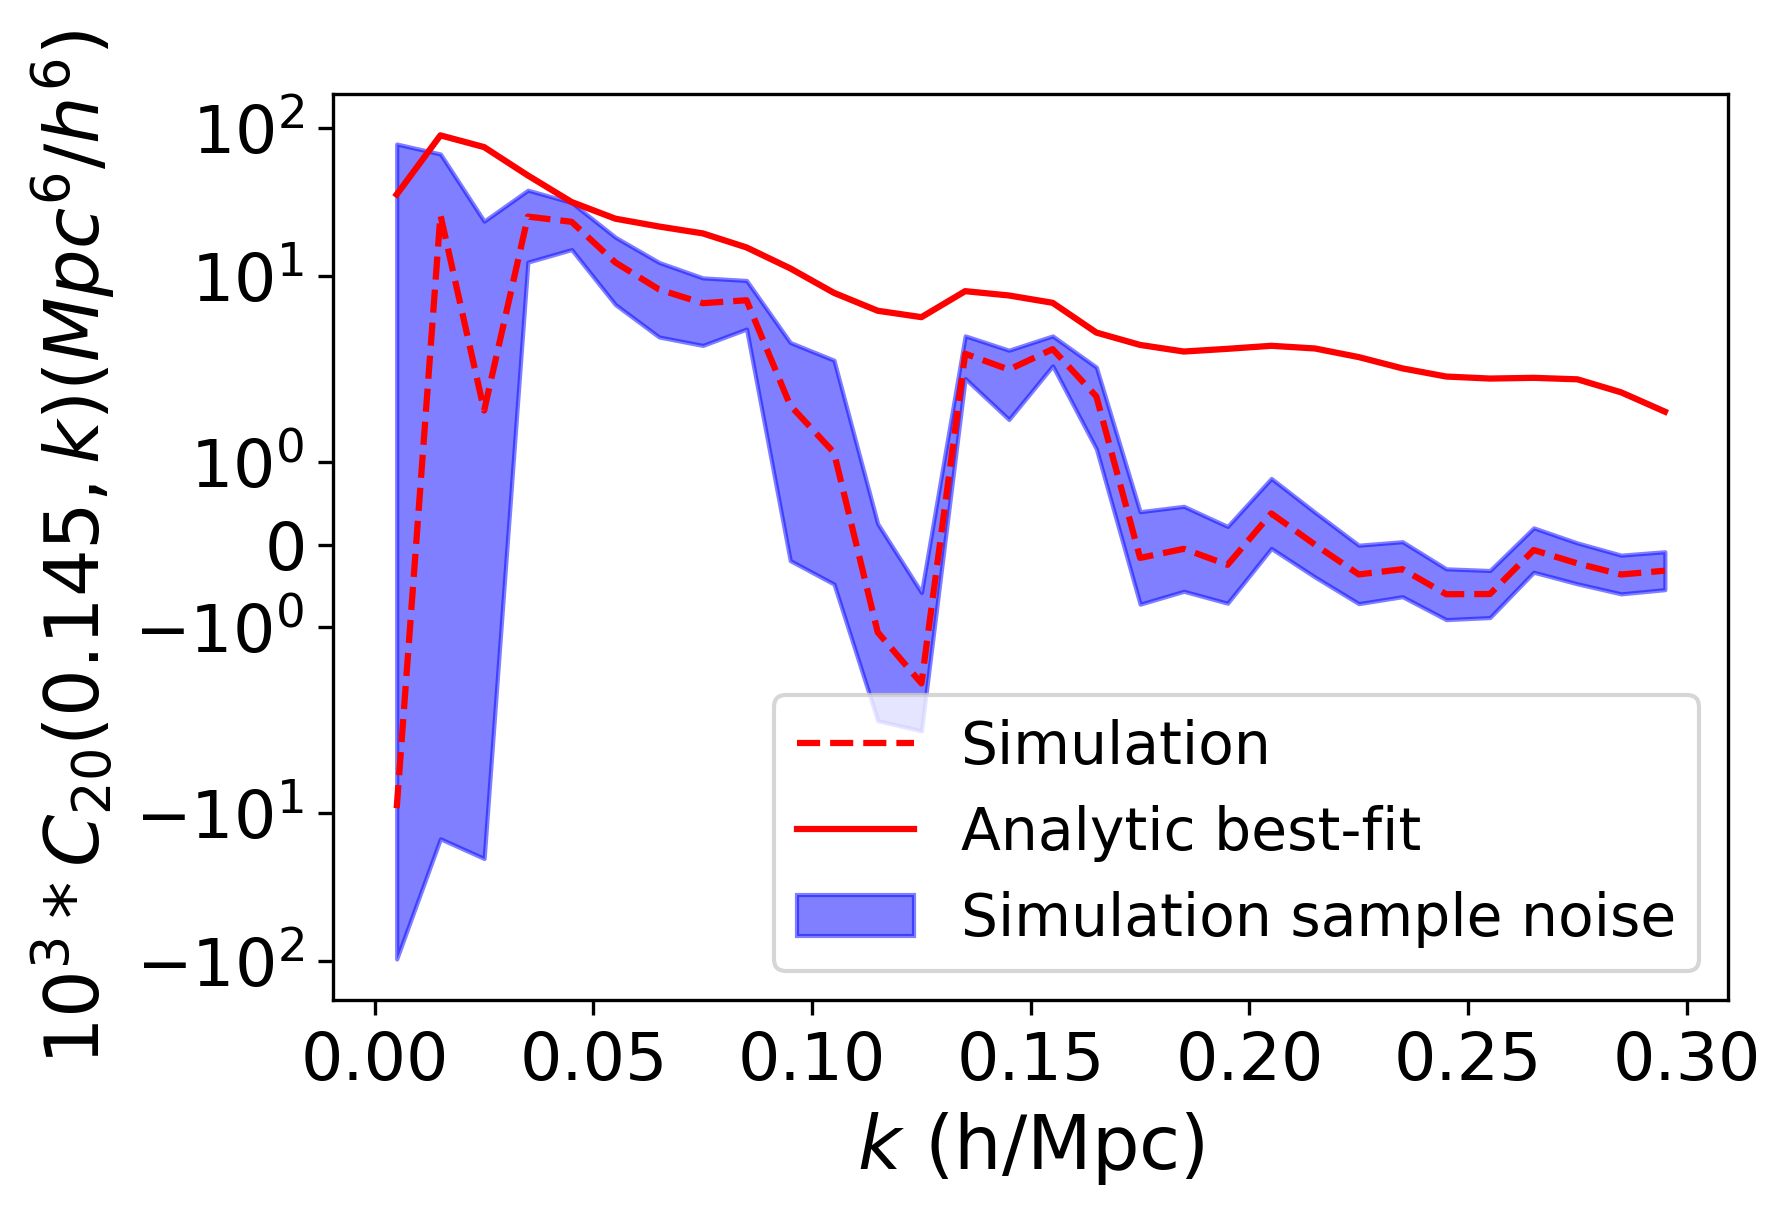 10³ * C₂₀(0.145, k)(Mpc⁶/h⁶)
10²
10¹
10⁰
0
−10⁰
−10¹
−10²
Simulation
Analytic best-fit
Simulation sample noise
0.00 0.05 0.10 0.15 0.20 0.25 0.30
k (h/Mpc)